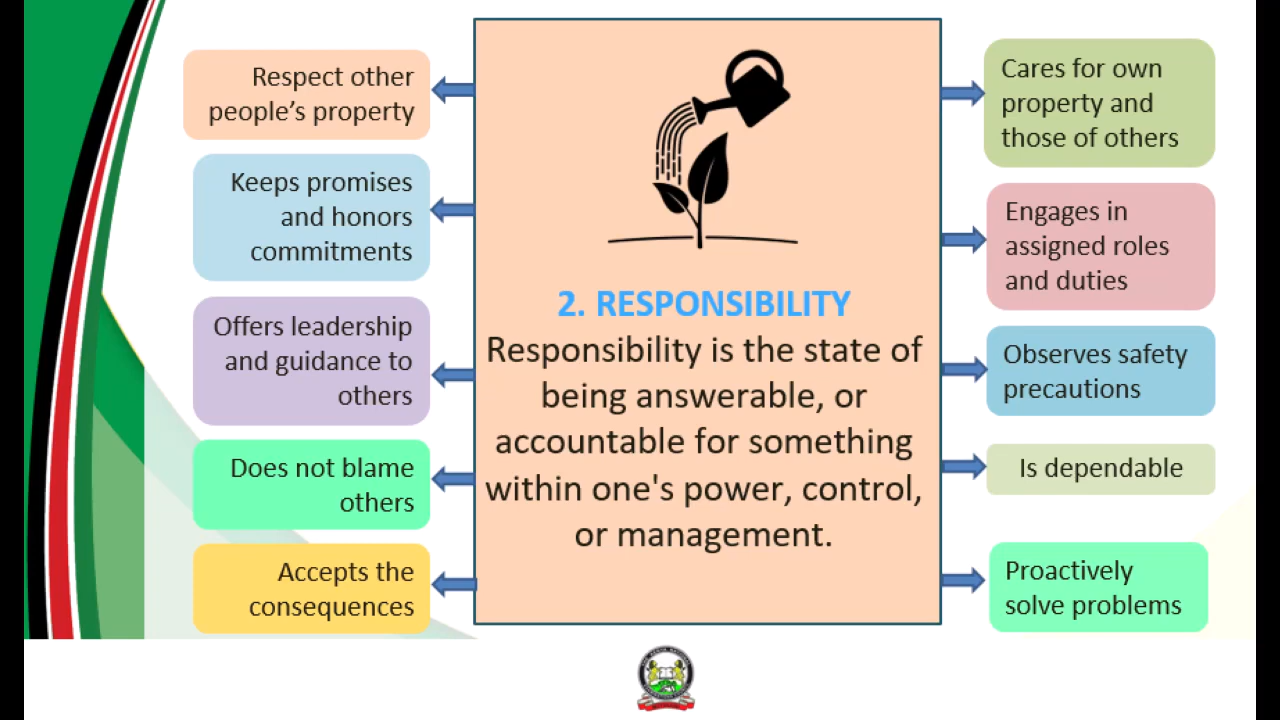 Respect other
people's property
Keeps promises
and honors
commitments
Offers leadership
and guidance to
others
Does not blame
others
Accepts the
consequences
2. RESPONSIBILITY
Responsibility is the state of
being answerable, or
accountable for something
within one's power, control,
or management.
Cares for own
property and
those of others
Engages in
assigned roles
and duties
Observes safety
precautions
Is dependable
Proactively
solve problems